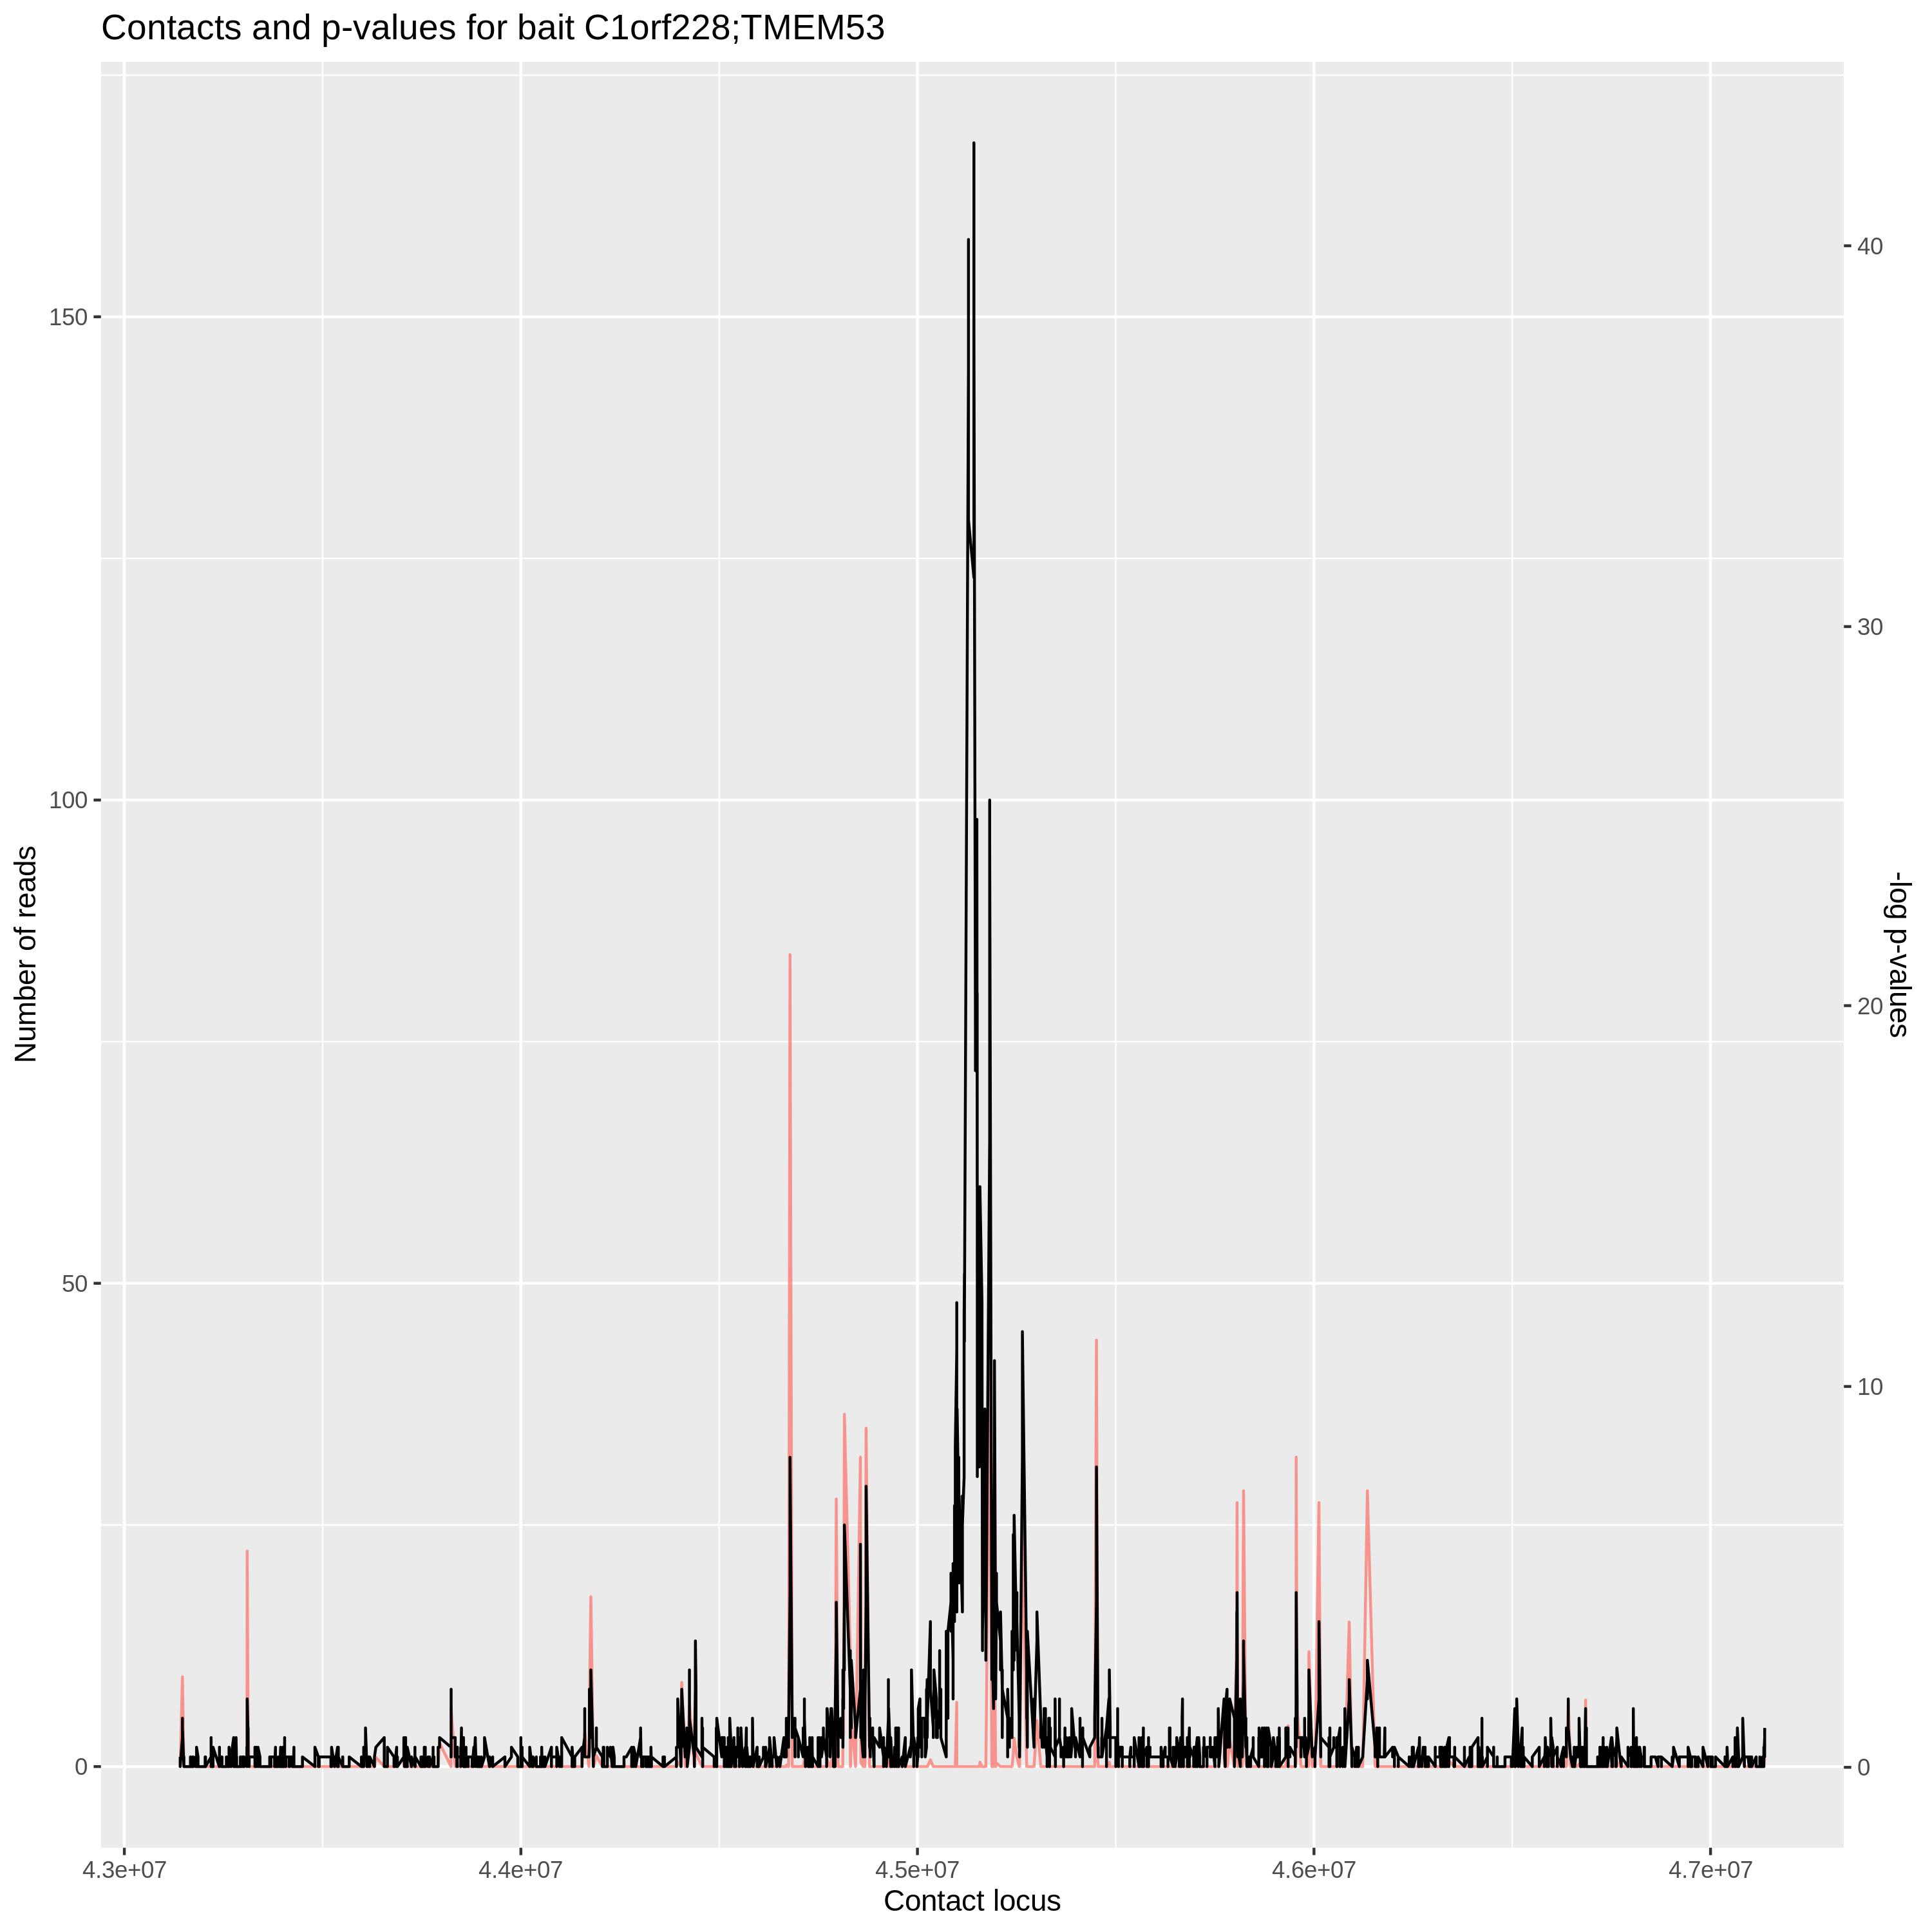 Contacts and p-values for bait C1orf228;TMEM53
Number of reads
150
100
50
0
40
30
20
10
0
-log p-values
4.3e+07 4.4e+07 4.5e+07 4.6e+07 4.7e+07
Contact locus